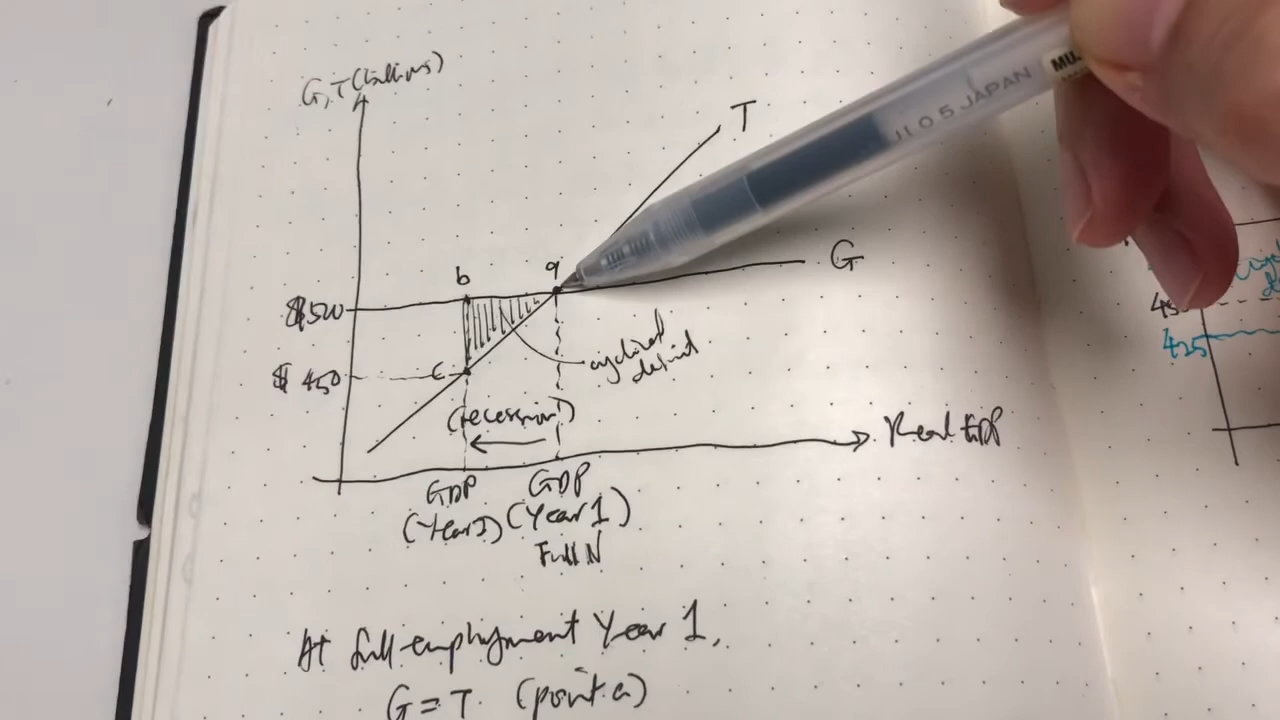 G,T (billions)
T
JAPAN
G
b
a
$500
$ 450
c
cyclical
deficit
(recession)
Real GDP
GDP
(Year 2)
GDP
(Year 1)
Full N
At full-employment Year 1,
G = T (point a)
425